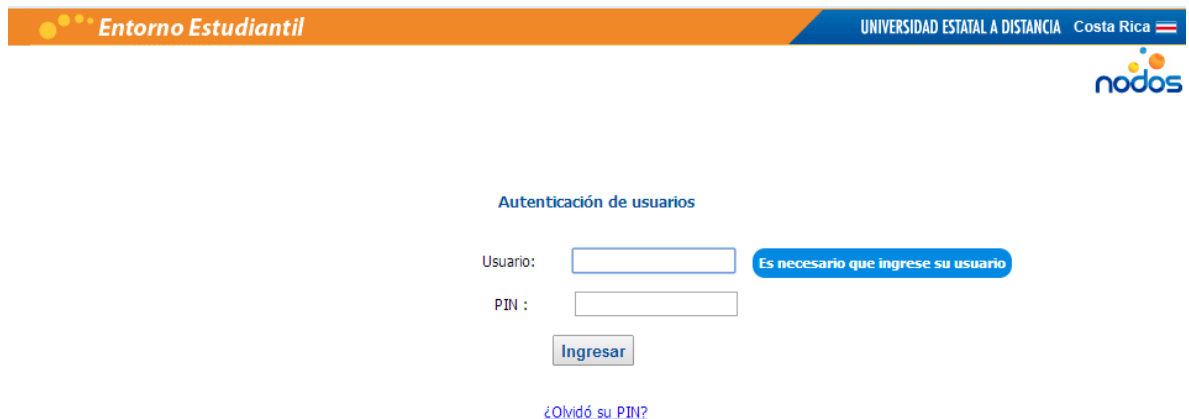 Entorno Estudiantil
UNIVERSIDAD ESTATAL A DISTANCIA Costa Rica
nodos
Autenticación de usuarios
Usuario:
Es necesario que ingrese su usuario
PIN :
Ingresar
¿Olvidó su PIN?